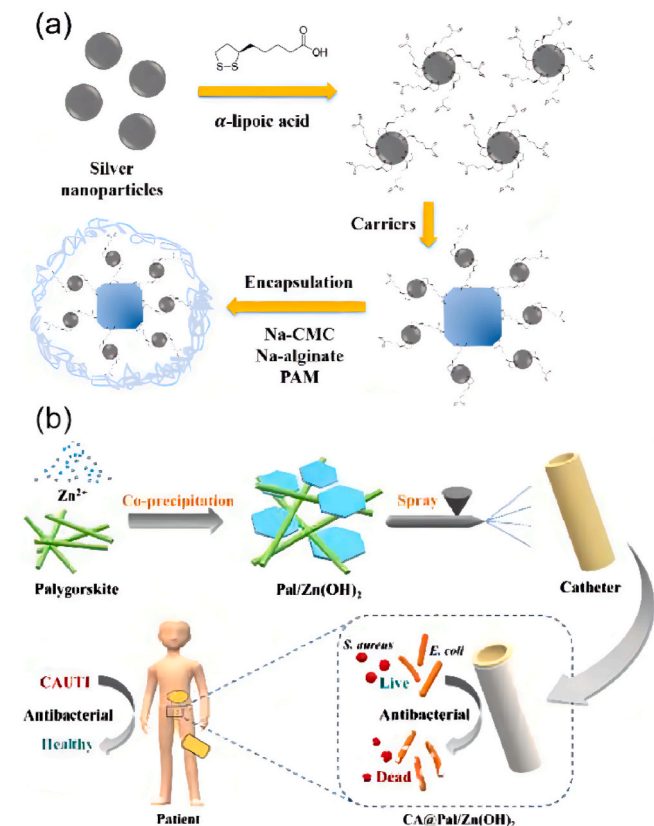 (a)
O
OH
S-S
α-lipoic acid
Silver
nanoparticles
Carriers
Encapsulation
Na-CMC
Na-alginate
PAM
(b)
Zn²⁺
Co-precipitation
Spray
Palygorskite
Pal/Zn(OH)₂
Catheter
S. aureus
E. coli
CAUTI
Live
Antibacterial
Antibacterial
Healthy
Dead
Patient
CA@Pal/Zn(OH)₂